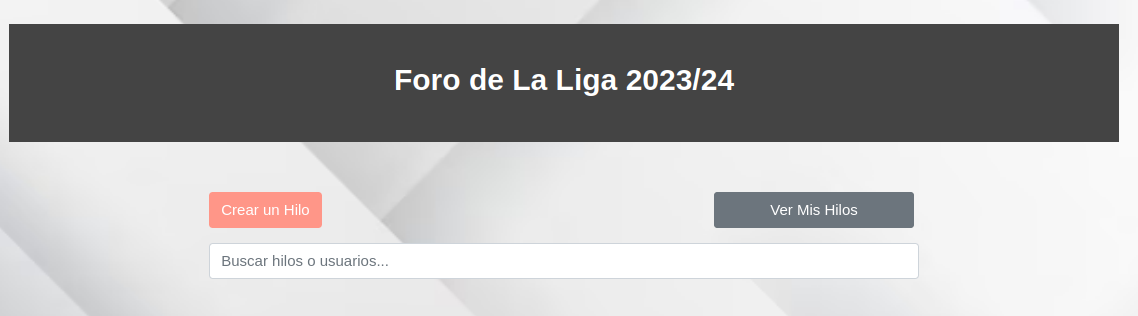 Foro de La Liga 2023/24
Crear un Hilo
Ver Mis Hilos
Buscar hilos o usuarios...